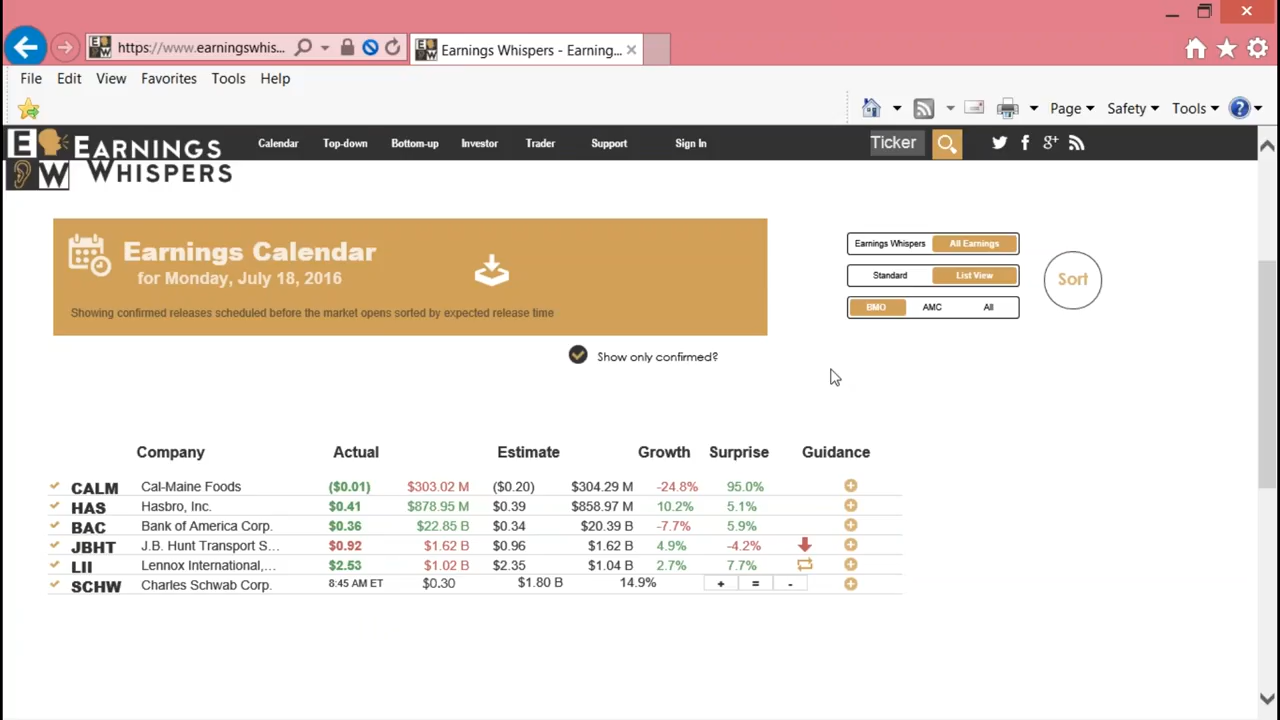 https://www.earningswhis...
Earnings Whispers - Earning...
File Edit View Favorites Tools Help
Page Safety Tools
E W EARNINGS WHISPERS
Calendar Top-down Bottom-up Investor Trader Support Sign In
Ticker
Earnings Calendar
for Monday, July 18, 2016
Showing confirmed releases scheduled before the market opens sorted by expected release time
Earnings Whispers All Earnings
Standard List View
BMO AMC All
Sort
Show only confirmed?
Company Actual Estimate Growth Surprise Guidance
CALM Cal-Maine Foods ($0.01) $303.02 M ($0.20) $304.29 M -24.8% 95.0%
HAS Hasbro, Inc. $0.41 $878.95 M $0.39 $858.97 M 10.2% 5.1%
BAC Bank of America Corp. $0.36 $22.85 B $0.34 $20.39 B -7.7% 5.9%
JBHT J.B. Hunt Transport S... $0.92 $1.62 B $0.96 $1.62 B 4.9% -4.2%
LII Lennox International,... $2.53 $1.02 B $2.35 $1.04 B 2.7% 7.7%
SCHW Charles Schwab Corp. 8:45 AM ET $0.30 $1.80 B 14.9% + = -